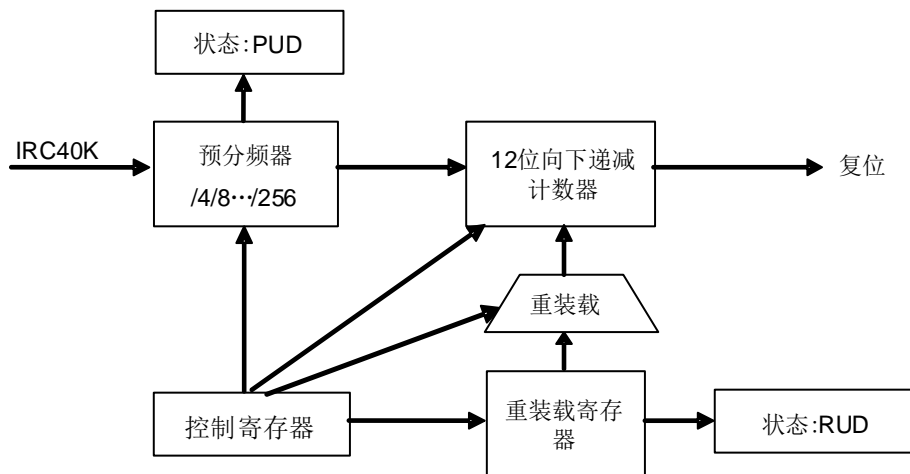 状态:PUD
IRC40K
预分频器
/4/8···/256
12位向下递减
计数器
复位
重装载
控制寄存器
重装载寄存
器
状态:RUD